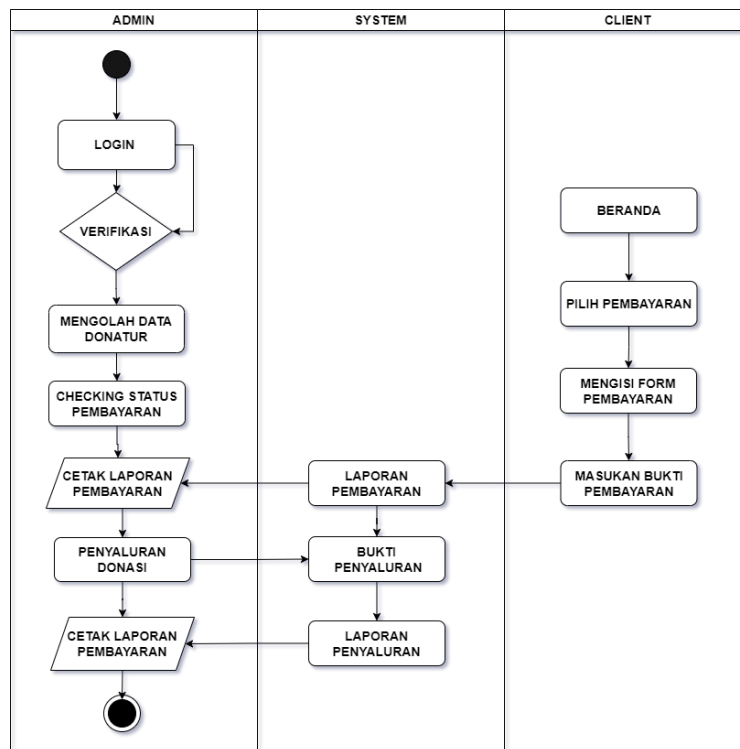 ADMIN
SYSTEM
CLIENT
LOGIN
VERIFIKASI
MENGOLAH DATA
DONATUR
CHECKING STATUS
PEMBAYARAN
CETAK LAPORAN
PEMBAYARAN
PENYALURAN
DONASI
CETAK LAPORAN
PEMBAYARAN
LAPORAN
PEMBAYARAN
BUKTI
PENYALURAN
LAPORAN
PENYALURAN
BERANDA
PILIH PEMBAYARAN
MENGISI FORM
PEMBAYARAN
MASUKAN BUKTI
PEMBAYARAN